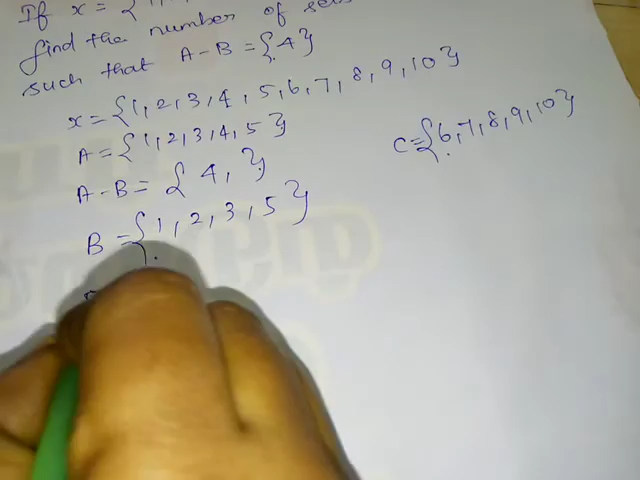 If x = {
find the number of
such that A - B = {4}
x = {1, 2, 3, 4, 5, 6, 7, 8, 9, 10}
A = {1, 2, 3, 4, 5}
A - B = {4, }
B = {1, 2, 3, 5}
C = {6, 7, 8, 9, 10}